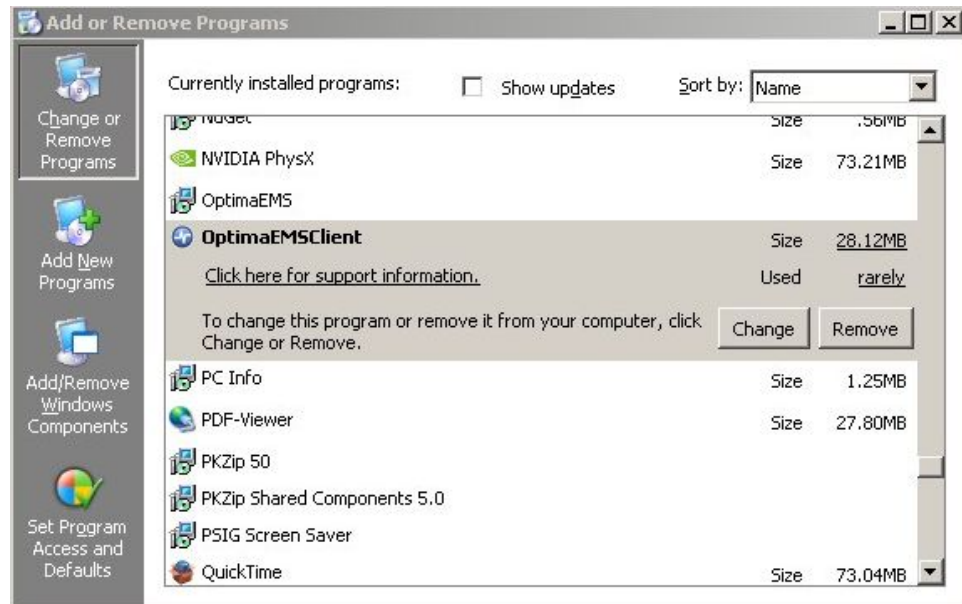 Add or Remove Programs
Change or
Remove
Programs
Add New
Programs
Add/Remove
Windows
Components
Set Program
Access and
Defaults
Currently installed programs:
Show updates
Sort by: Name
NuGet Size .56MB
NVIDIA PhysX Size 73.21MB
OptimaEMS
OptimaEMSClient Size 28.12MB
Click here for support information. Used rarely
To change this program or remove it from your computer, click
Change or Remove.
Change Remove
PC Info Size 1.25MB
PDF-Viewer Size 27.80MB
PKZip 50
PKZip Shared Components 5.0
PSIG Screen Saver
QuickTime Size 73.04MB